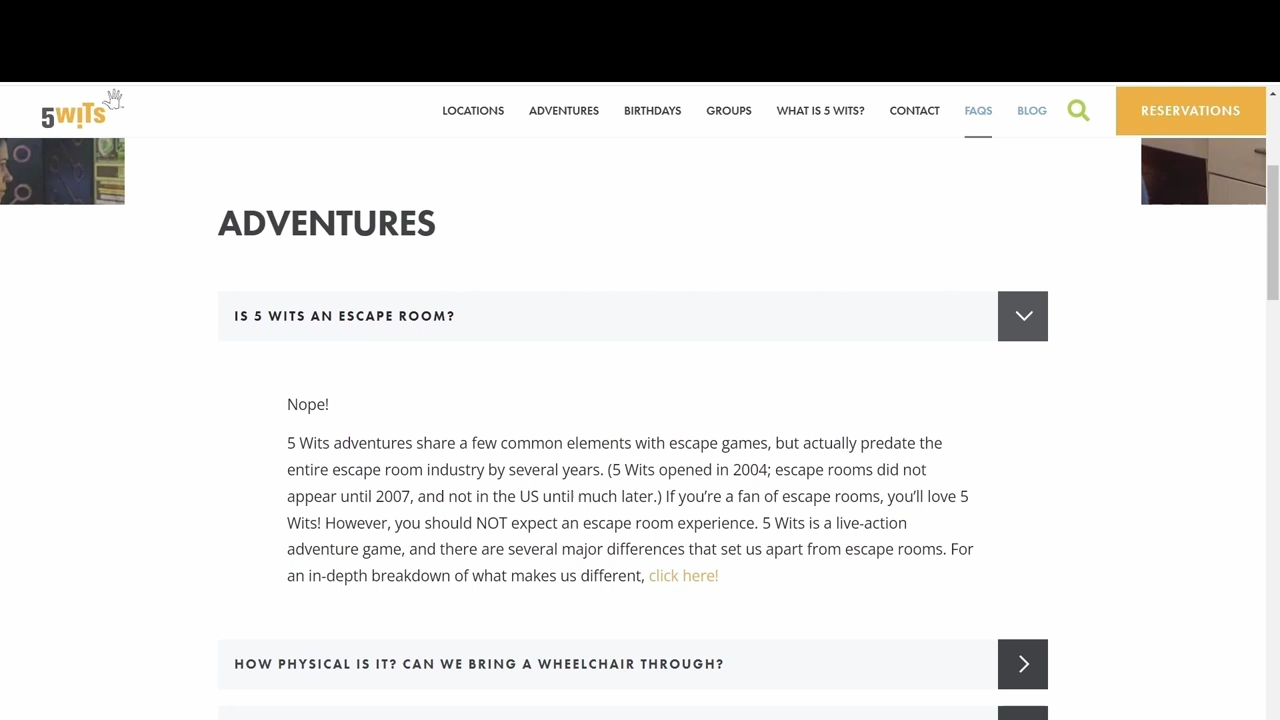 5WiTS
LOCATIONS ADVENTURES BIRTHDAYS GROUPS WHAT IS 5 WITS? CONTACT FAQS BLOG RESERVATIONS
ADVENTURES
IS 5 WITS AN ESCAPE ROOM?
Nope!
5 Wits adventures share a few common elements with escape games, but actually predate the
entire escape room industry by several years. (5 Wits opened in 2004; escape rooms did not
appear until 2007, and not in the US until much later.) If you’re a fan of escape rooms, you’ll love 5
Wits! However, you should NOT expect an escape room experience. 5 Wits is a live-action
adventure game, and there are several major differences that set us apart from escape rooms. For
an in-depth breakdown of what makes us different, click here!
HOW PHYSICAL IS IT? CAN WE BRING A WHEELCHAIR THROUGH?